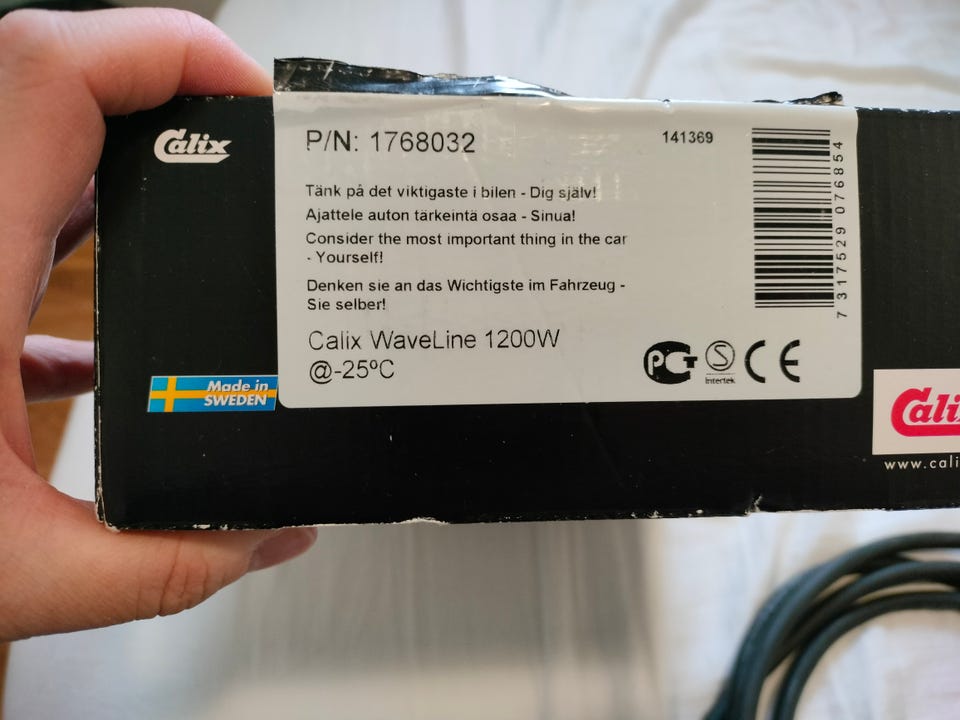 Calix
P/N: 1768032
141369
Tänk på det viktigaste i bilen - Dig själv!
Ajattele auton tärkeintä osaa - Sinua!
Consider the most important thing in the car
- Yourself!
Denken sie an das Wichtigste im Fahrzeug -
Sie selber!
Calix WaveLine 1200W
@-25ºC
7 317529 076854
PCT
S
Intertek
CE
Made in
SWEDEN
Cali
www.cali